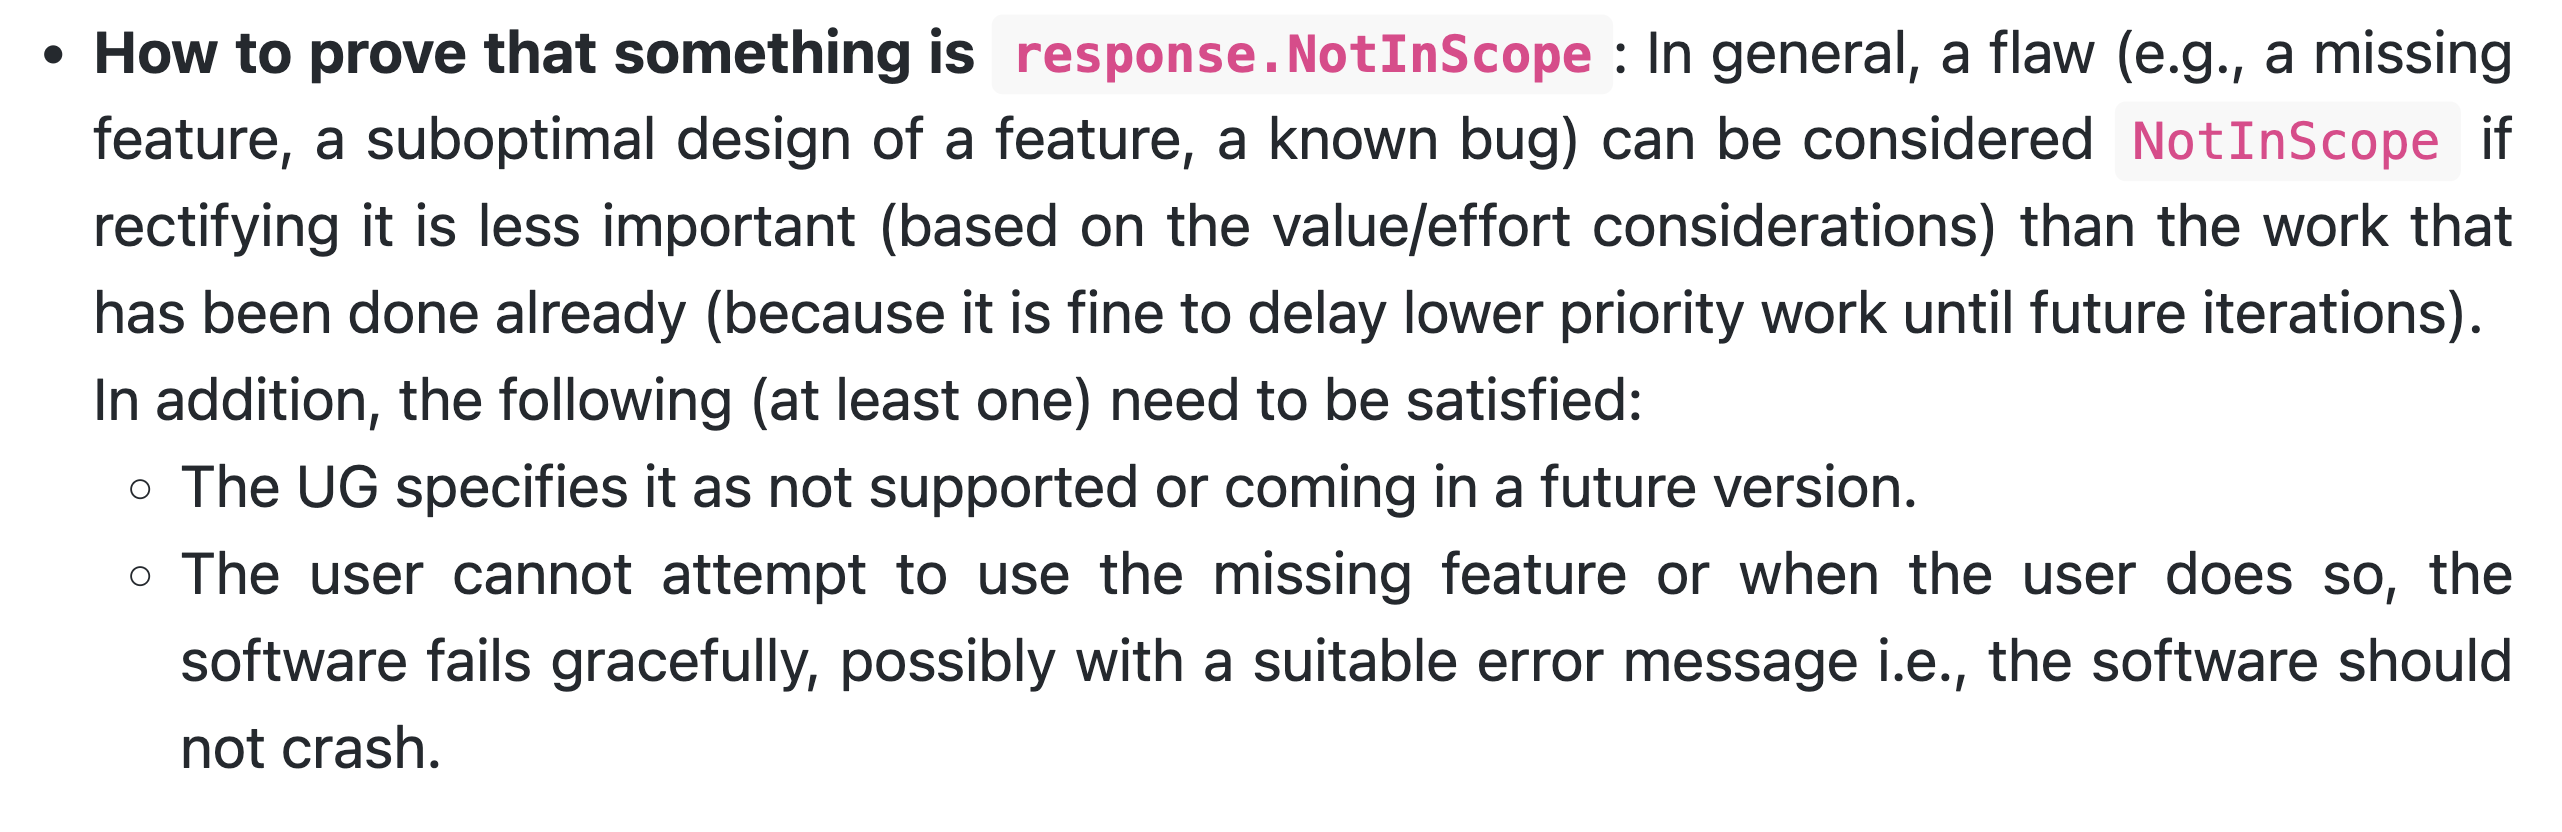 • How to prove that something is response.NotInScope: In general, a flaw (e.g., a missing
feature, a suboptimal design of a feature, a known bug) can be considered NotInScope if
rectifying it is less important (based on the value/effort considerations) than the work that
has been done already (because it is fine to delay lower priority work until future iterations).
In addition, the following (at least one) need to be satisfied:
○ The UG specifies it as not supported or coming in a future version.
○ The user cannot attempt to use the missing feature or when the user does so, the
software fails gracefully, possibly with a suitable error message i.e., the software should
not crash.